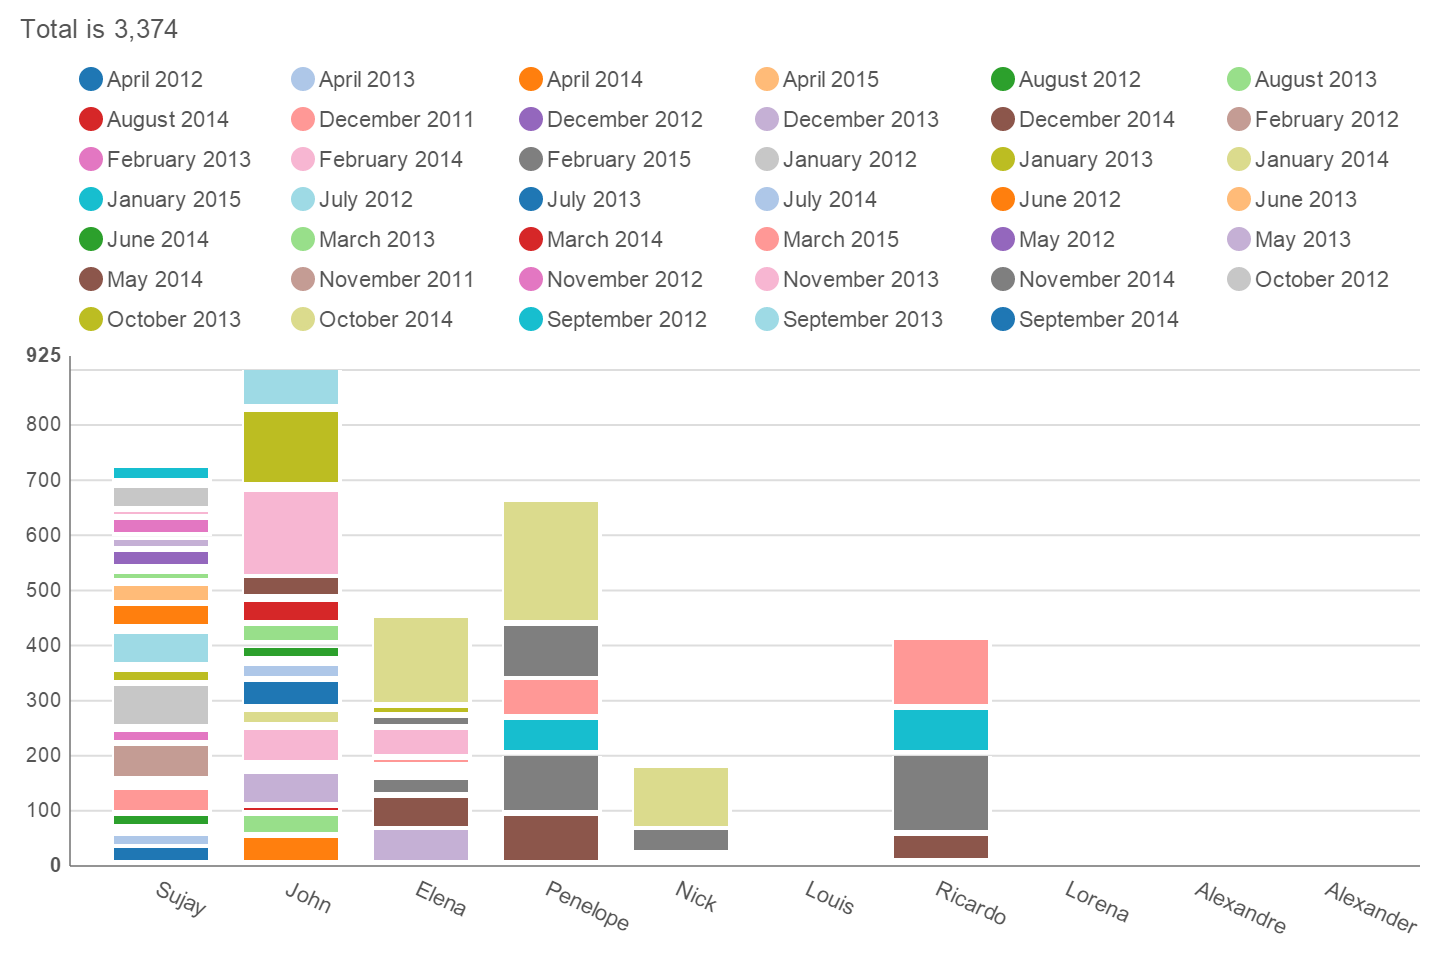 Total is 3,374
April 2012 April 2013 April 2014 April 2015 August 2012 August 2013
August 2014 December 2011 December 2012 December 2013 December 2014 February 2012
February 2013 February 2014 February 2015 January 2012 January 2013 January 2014
January 2015 July 2012 July 2013 July 2014 June 2012 June 2013
June 2014 March 2013 March 2014 March 2015 May 2012 May 2013
May 2014 November 2011 November 2012 November 2013 November 2014 October 2012
October 2013 October 2014 September 2012 September 2013 September 2014
925
800
700
600
500
400
300
200
100
0
Sujay John Elena Penelope Nick Louis Ricardo Lorena Alexandre Alexander